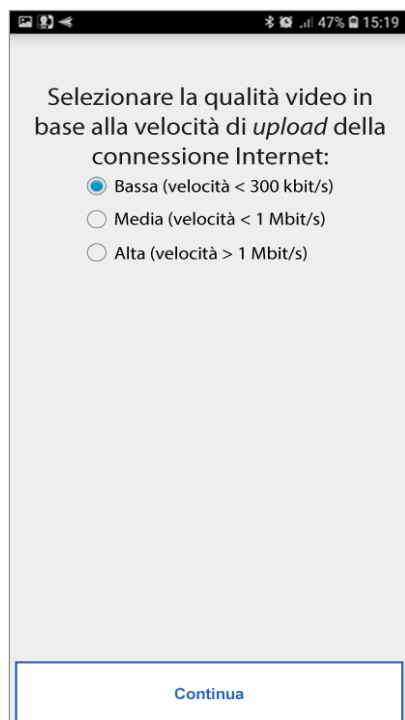 47% 15:19
Selezionare la qualità video in
base alla velocità di upload della
connessione Internet:
Bassa (velocità < 300 kbit/s)
Media (velocità < 1 Mbit/s)
Alta (velocità > 1 Mbit/s)
Continua